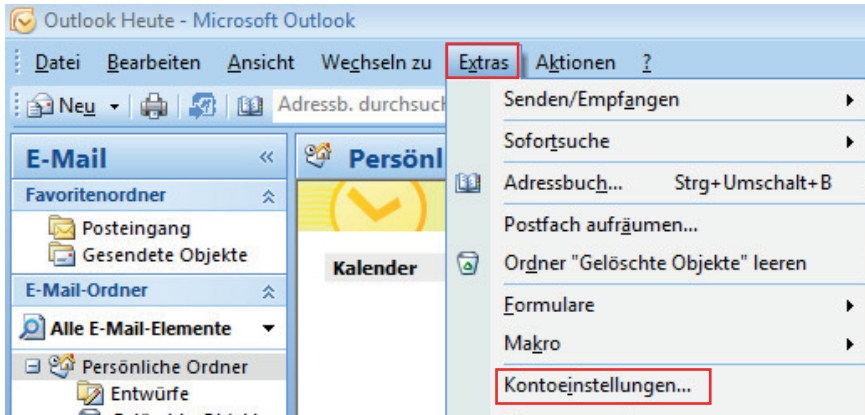 Outlook Heute - Microsoft Outlook
Datei Bearbeiten Ansicht Wechseln zu Extras Aktionen ?
Neu Adressb. durchsuch
E-Mail
Favoritenordner
Posteingang
Gesendete Objekte
E-Mail-Ordner
Alle E-Mail-Elemente
Persönliche Ordner
Entwürfe
Persönl
Kalender
Senden/Empfangen
Sofortsuche
Adressbuch... Strg+Umschalt+B
Postfach aufräumen...
Ordner "Gelöschte Objekte" leeren
Formulare
Makro
Kontoeinstellungen...